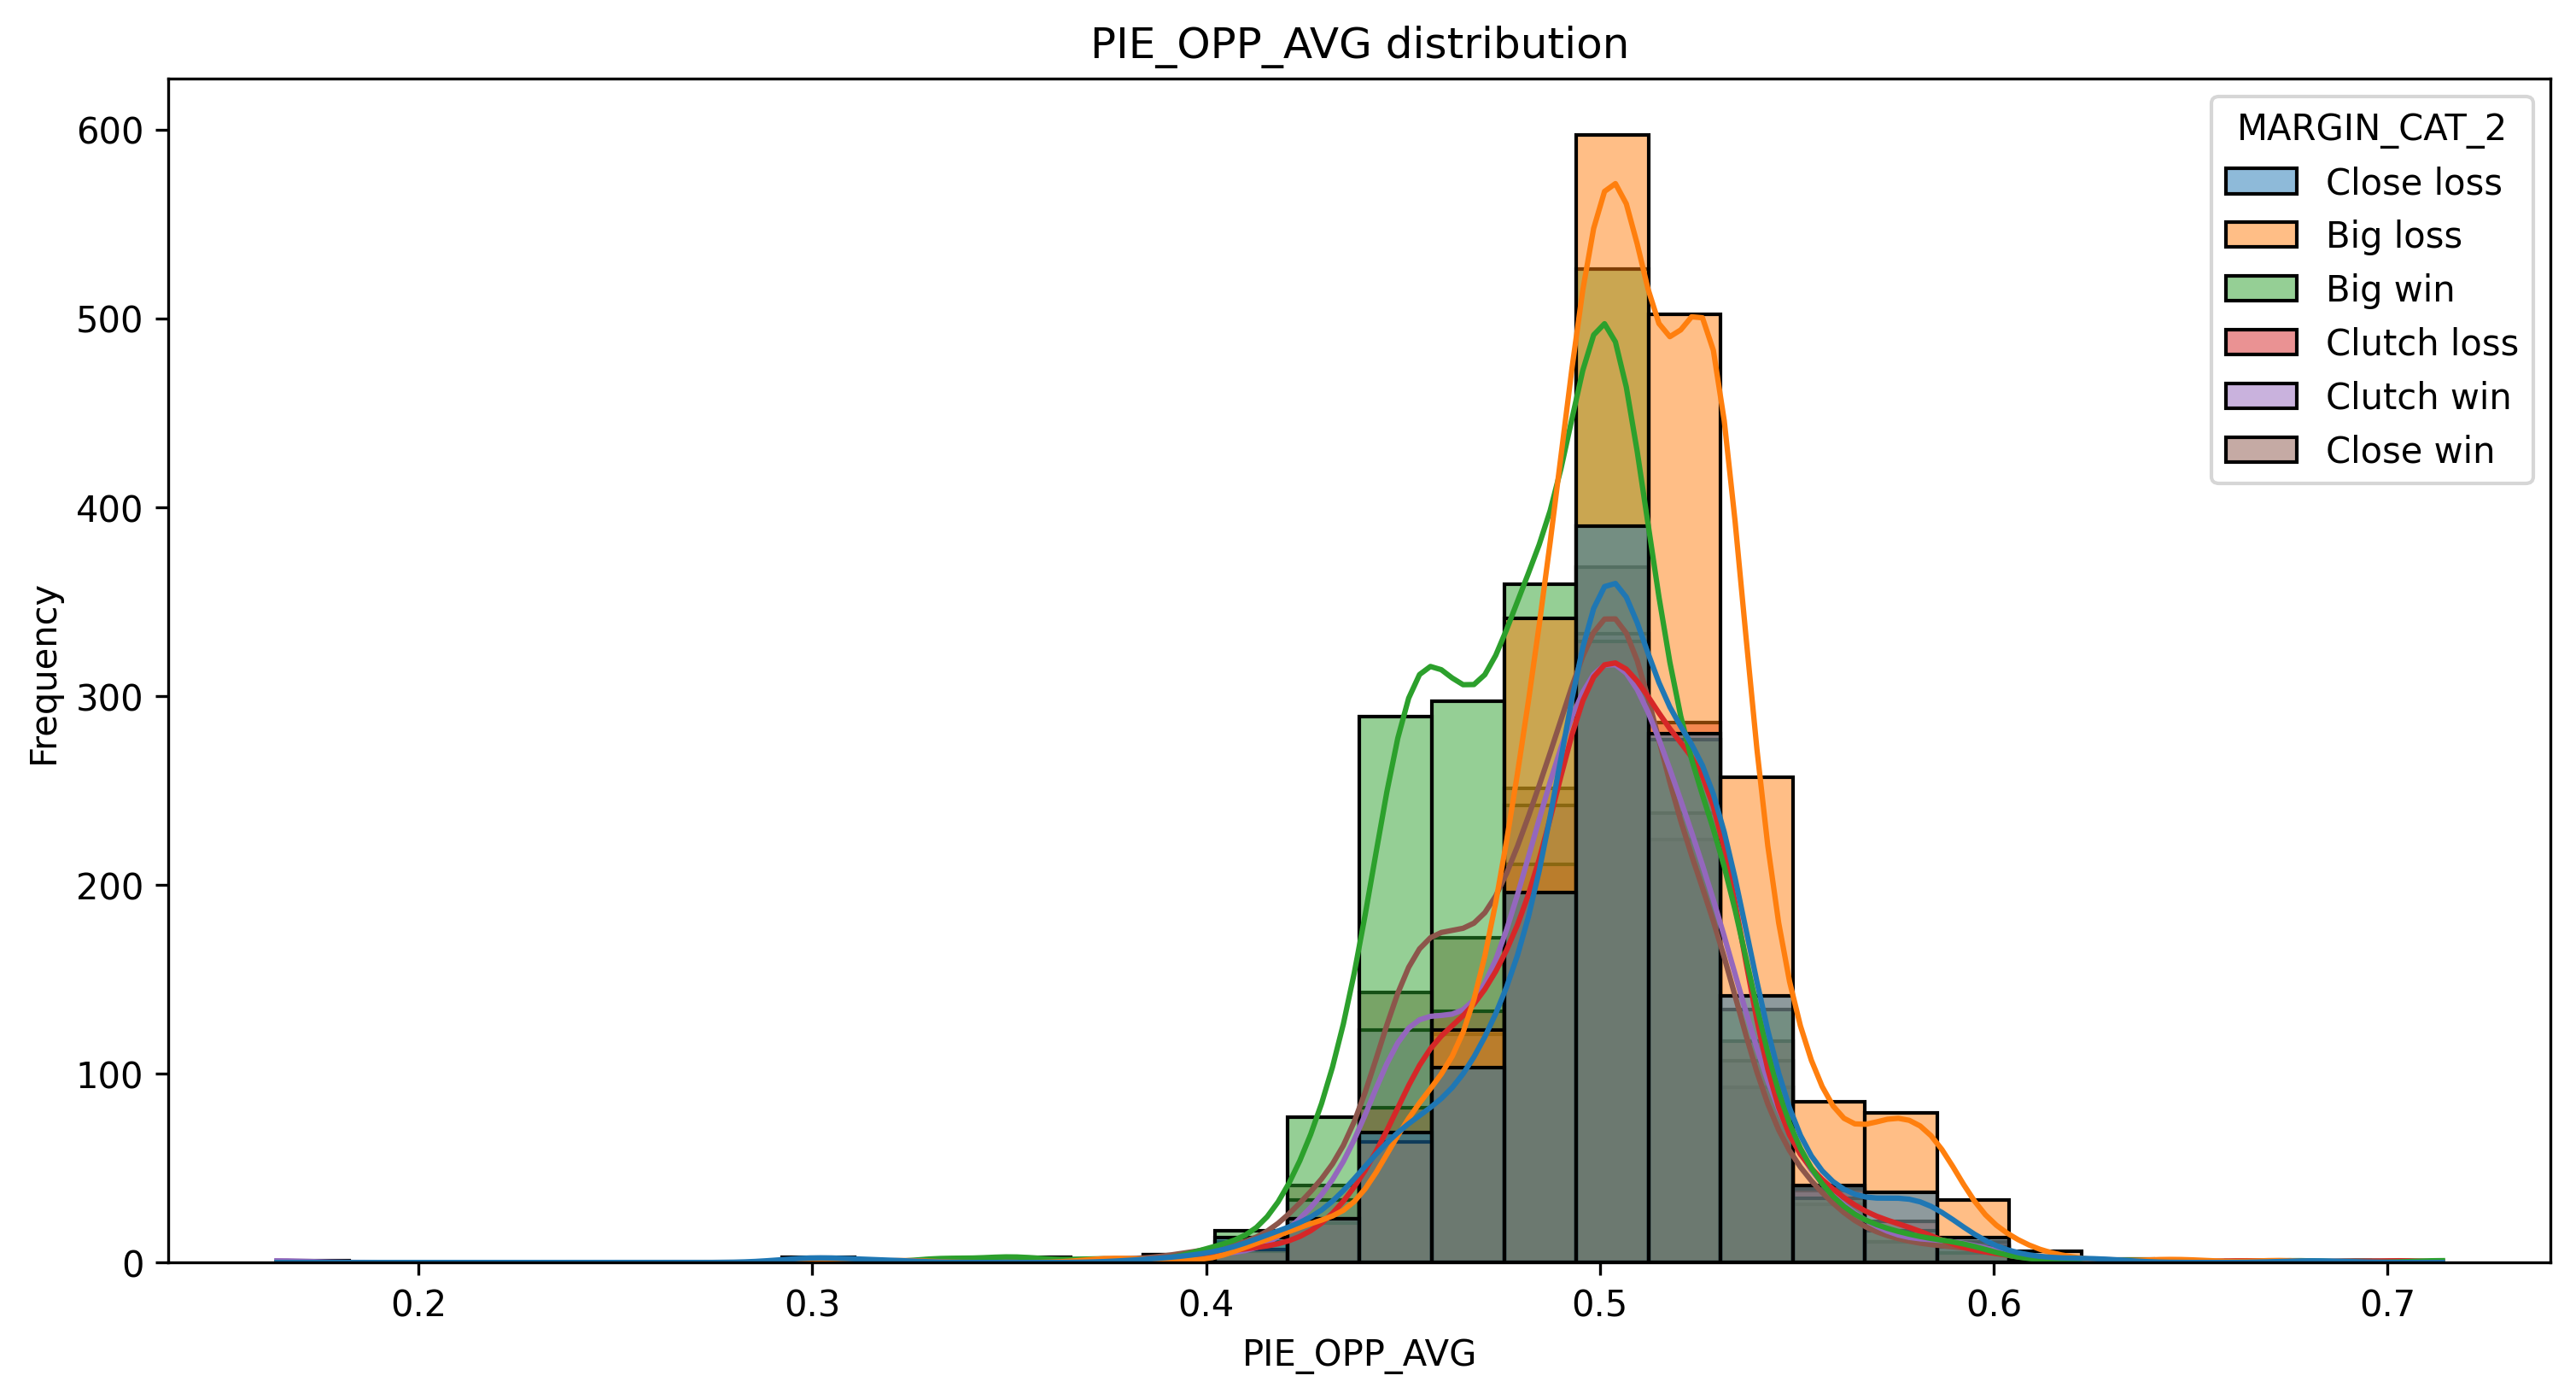 PIE_OPP_AVG distribution
MARGIN_CAT_2
Close loss
Big loss
Big win
Clutch loss
Clutch win
Close win
Frequency
600
500
400
300
200
100
0
0.2 0.3 0.4 0.5 0.6 0.7
PIE_OPP_AVG